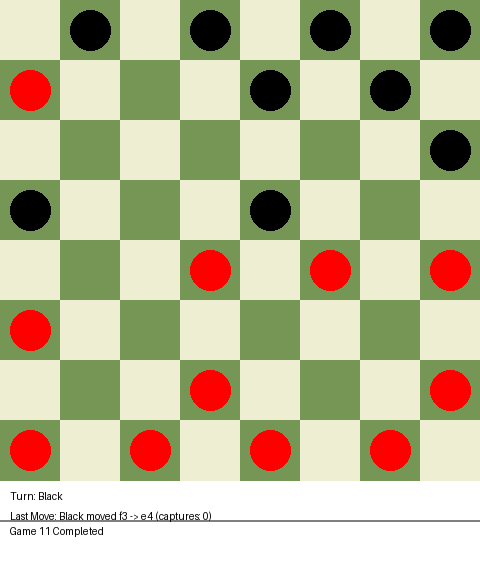 Turn: Black
Last Move: Black moved f3 -> e4 (captures: 0)
Game 11 Completed